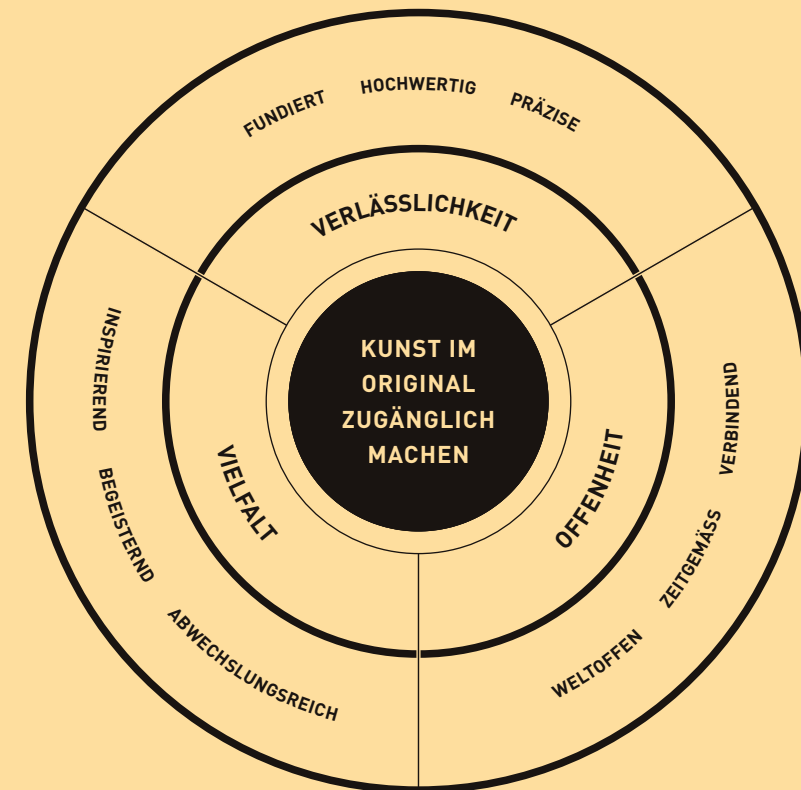 FUNDIERT
HOCHWERTIG
PRÄZISE
VERLÄSSLICHKEIT
KUNST IM
ORIGINAL
ZUGÄNGLICH
MACHEN
VIELFALT
OFFENHEIT
INSPIRIEREND
BEGEISTERND
ABWECHSLUNGSREICH
VERBINDEND
ZEITGEMÄSS
WELTOFFEN